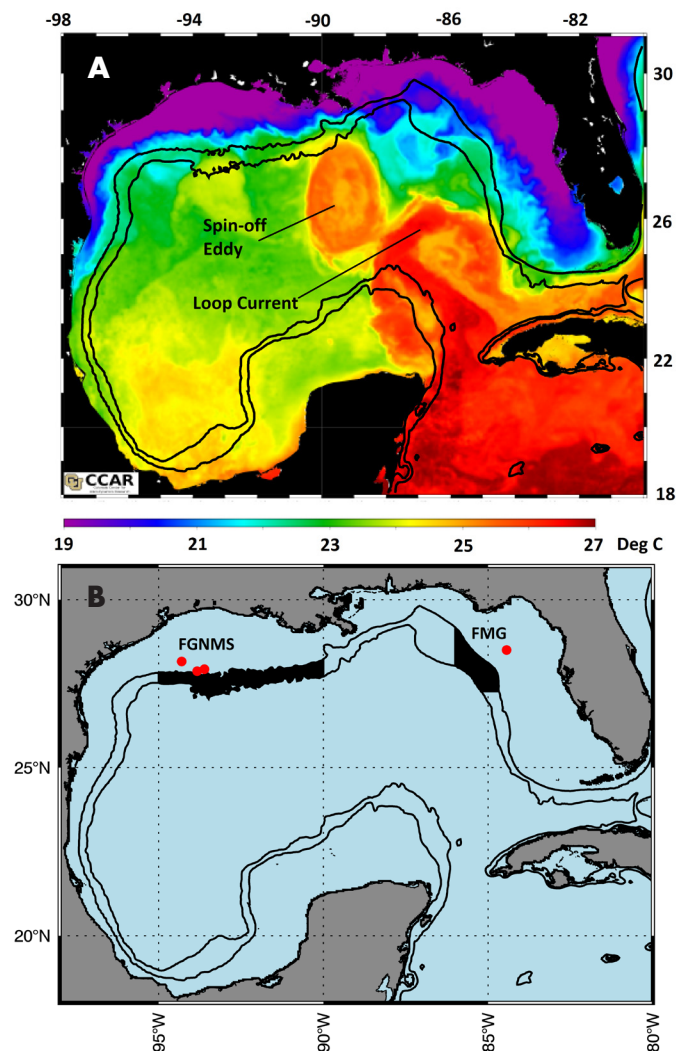 -98 -94 -90 -86 -82
A
30
Spin-off
Eddy
26
Loop Current
22
CCAR
18
19 21 23 25 27 Deg C
B
30°N
FGNMS
FMG
25°N
20°N
95°W
90°W
85°W
80°W